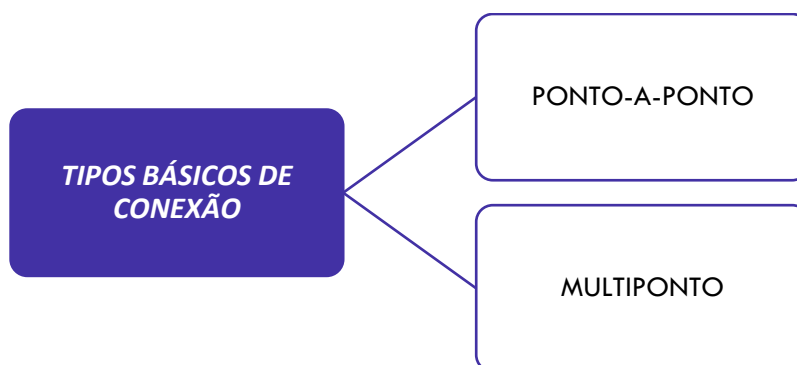 TIPOS BÁSICOS DE
CONEXÃO
PONTO-A-PONTO
MULTIPONTO